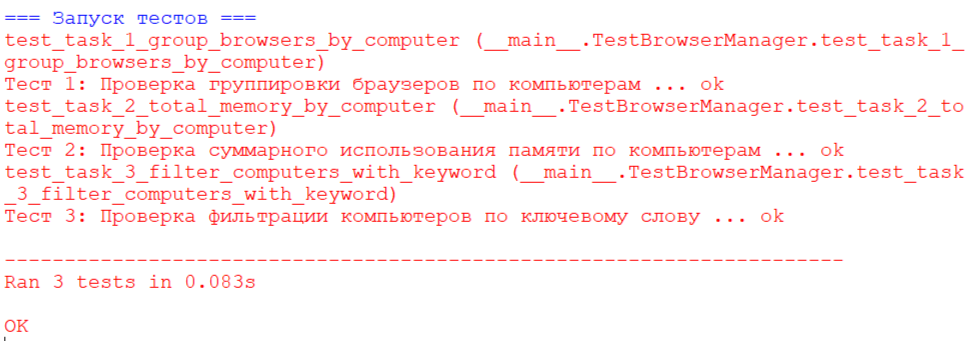 === Запуск тестов ===
test_task_1_group_browsers_by_computer (__main__.TestBrowserManager.test_task_1_
group_browsers_by_computer)
Тест 1: Проверка группировки браузеров по компьютерам ... ok
test_task_2_total_memory_by_computer (__main__.TestBrowserManager.test_task_2_to
tal_memory_by_computer)
Тест 2: Проверка суммарного использования памяти по компьютерам ... ok
test_task_3_filter_computers_with_keyword (__main__.TestBrowserManager.test_task
_3_filter_computers_with_keyword)
Тест 3: Проверка фильтрации компьютеров по ключевому слову ... ok
----------------------------------------------------------------------
Ran 3 tests in 0.083s
OK